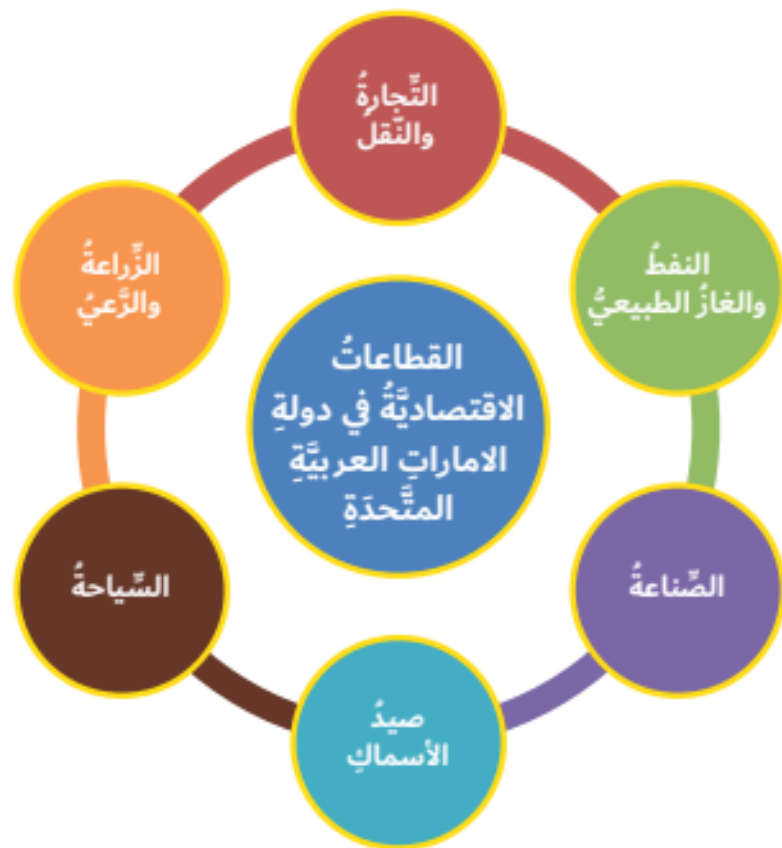 التِّجارةُ
والنَّقلُ
النفطُ
والغازُ الطبيعيُّ
الزِّراعةُ
والرَّعيُ
القطاعاتُ
الاقتصاديَّةُ في دولةِ
الاماراتِ العربيَّةِ
المتَّحدَةِ
الصِّناعةُ
السِّياحةُ
صيدُ
الأسماكِ